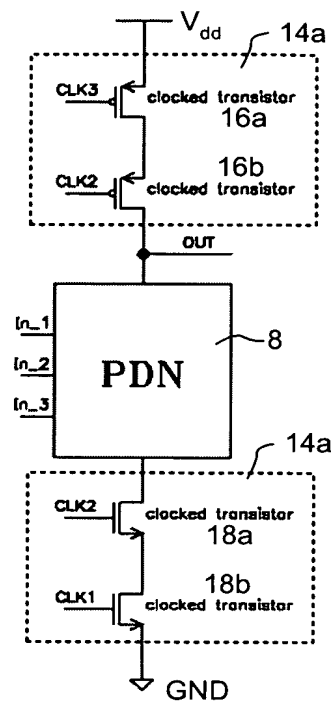 Vdd
14a
CLK3
clocked transistor
16a
16b
CLK2
clocked transistor
OUT
In_1
In_2
In_3
PDN
8
14a
CLK2
clocked transistor
18a
18b
CLK1
clocked transistor
GND